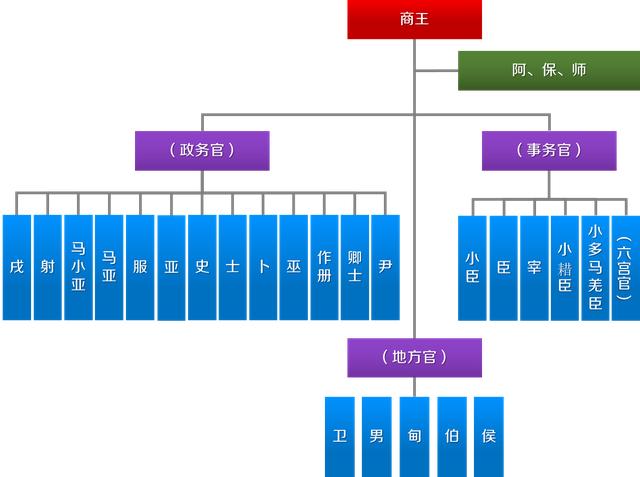 商王
阿、保、师
（政务官）
（事务官）
戍
射
马小亚
马亚
服
亚
史
士
卜
巫
作册
卿士
尹
小臣
臣
宰
小耤臣
小多马羌臣
（六宫官）
（地方官）
卫
男
甸
伯
侯